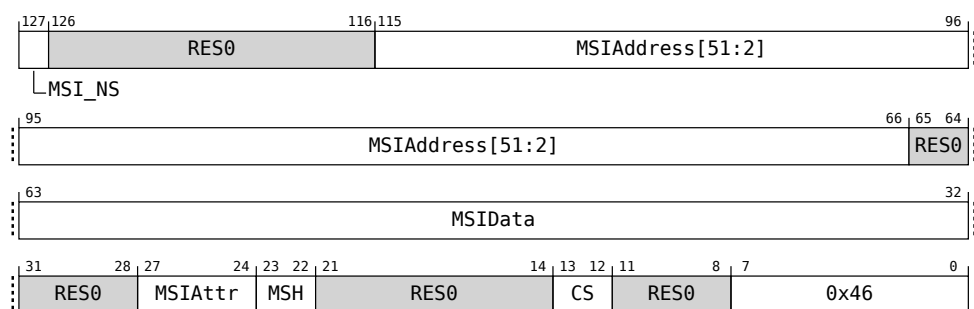 127 126 116 115 96
RES0 MSIAddress[51:2]
MSI_NS
95 66 65 64
MSIAddress[51:2] RES0
63 32
MSIData
31 28 27 24 23 22 21 14 13 12 11 8 7 0
RES0 MSIAttr MSH RES0 CS RES0 0x46